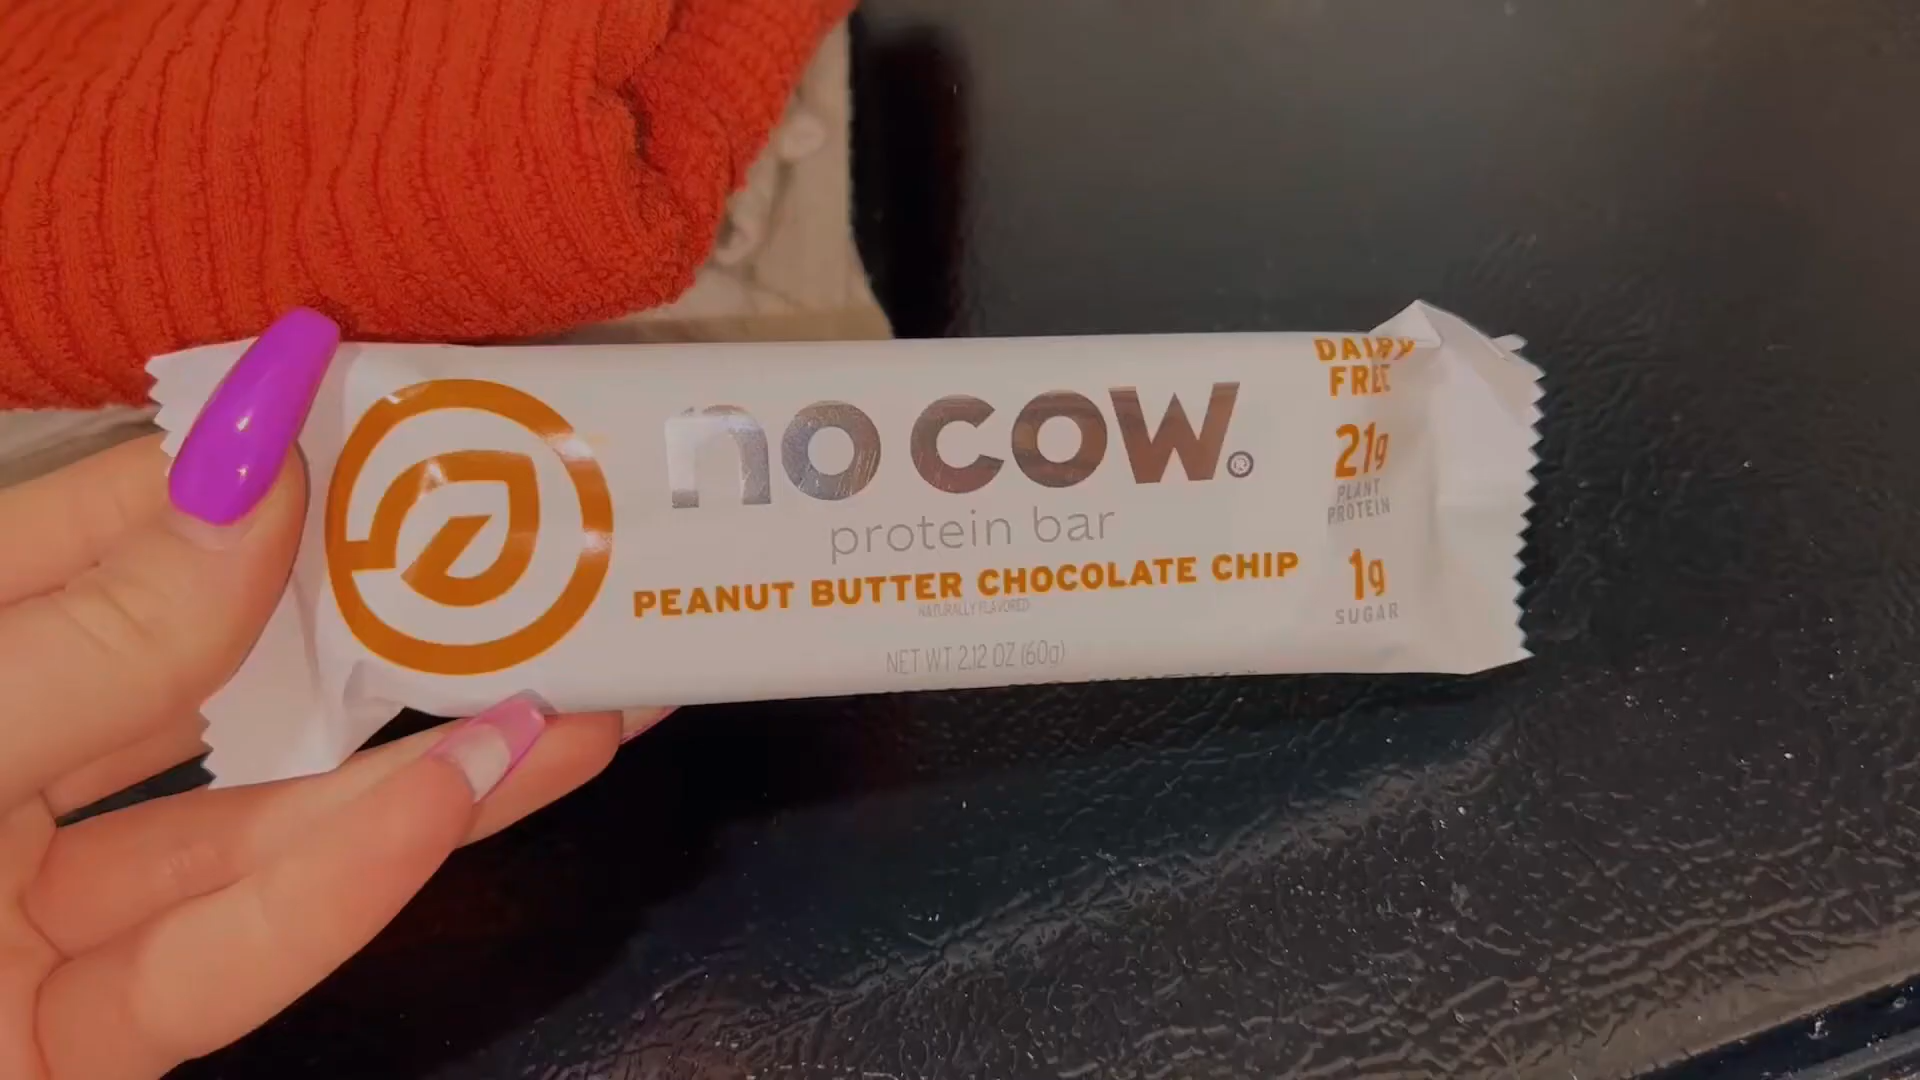 no cow®
protein bar
PEANUT BUTTER CHOCOLATE CHIP
NATURALLY FLAVORED
NET WT 2.12 OZ (60g)
DAIRY
FREE
21g
PLANT
PROTEIN
1g
SUGAR